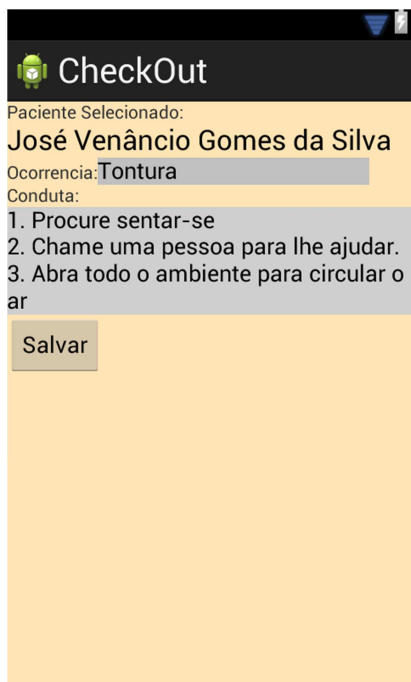 CheckOut
Paciente Selecionado:
José Venâncio Gomes da Silva
Ocorrencia:Tontura
Conduta:
1. Procure sentar-se
2. Chame uma pessoa para lhe ajudar.
3. Abra todo o ambiente para circular o
ar
Salvar